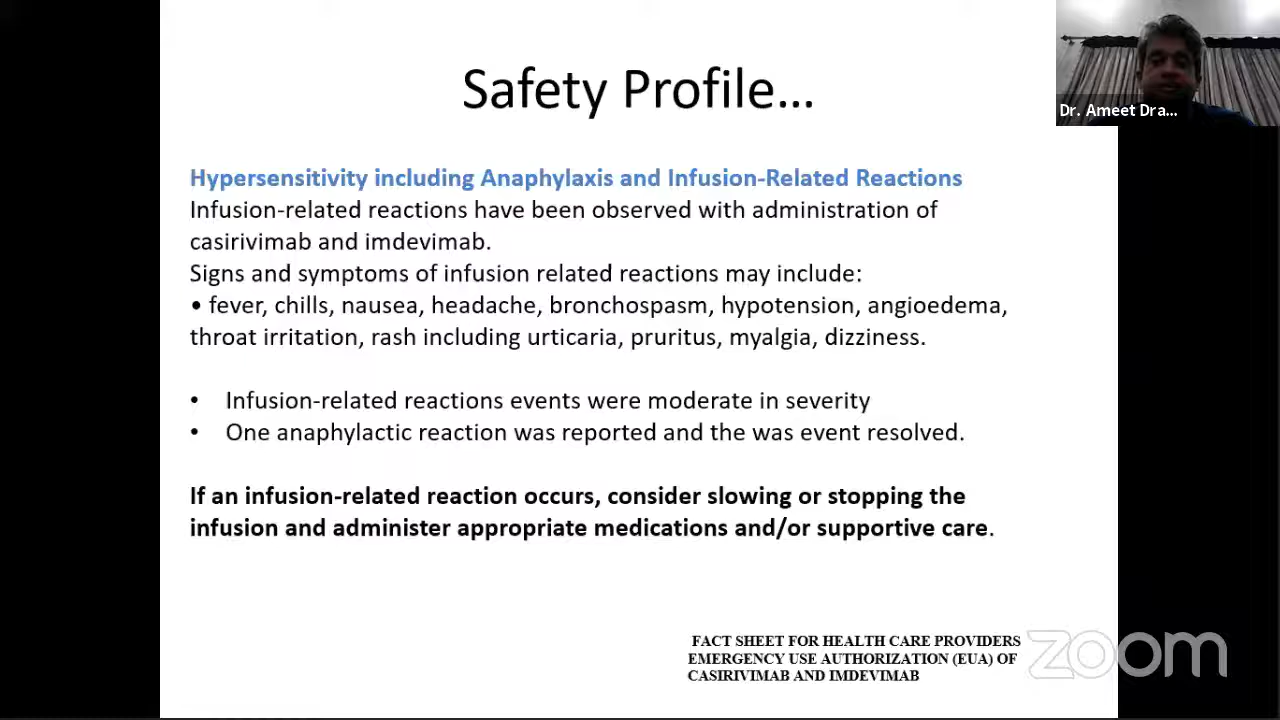 Safety Profile...
Dr. Ameet Dra...
Hypersensitivity including Anaphylaxis and Infusion-Related Reactions
Infusion-related reactions have been observed with administration of
casirivimab and imdevimab.
Signs and symptoms of infusion related reactions may include:
• fever, chills, nausea, headache, bronchospasm, hypotension, angioedema,
throat irritation, rash including urticaria, pruritus, myalgia, dizziness.
• Infusion-related reactions events were moderate in severity
• One anaphylactic reaction was reported and the was event resolved.
If an infusion-related reaction occurs, consider slowing or stopping the
infusion and administer appropriate medications and/or supportive care.
FACT SHEET FOR HEALTH CARE PROVIDERS
EMERGENCY USE AUTHORIZATION (EUA) OF
CASIRIVIMAB AND IMDEVIMAB
zoom